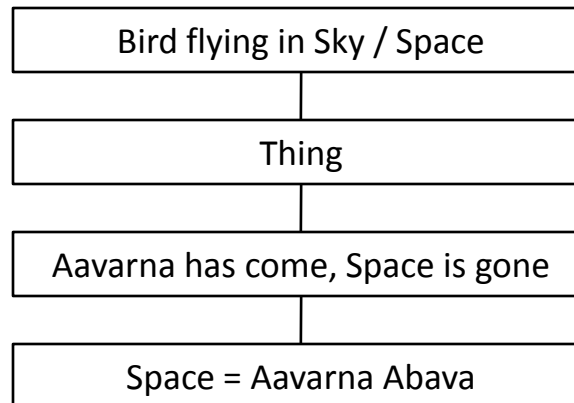 Bird flying in Sky / Space
Thing
Aavarna has come, Space is gone
Space = Aavarna Abava